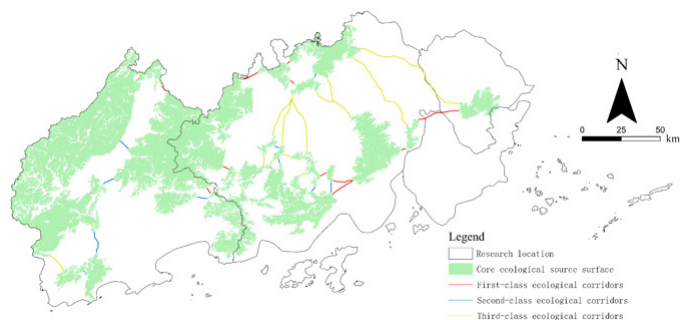 N
0 25 50
km
Legend
Research location
Core ecological source surface
First-class ecological corridors
Second-class ecological corridors
Third-class ecological corridors